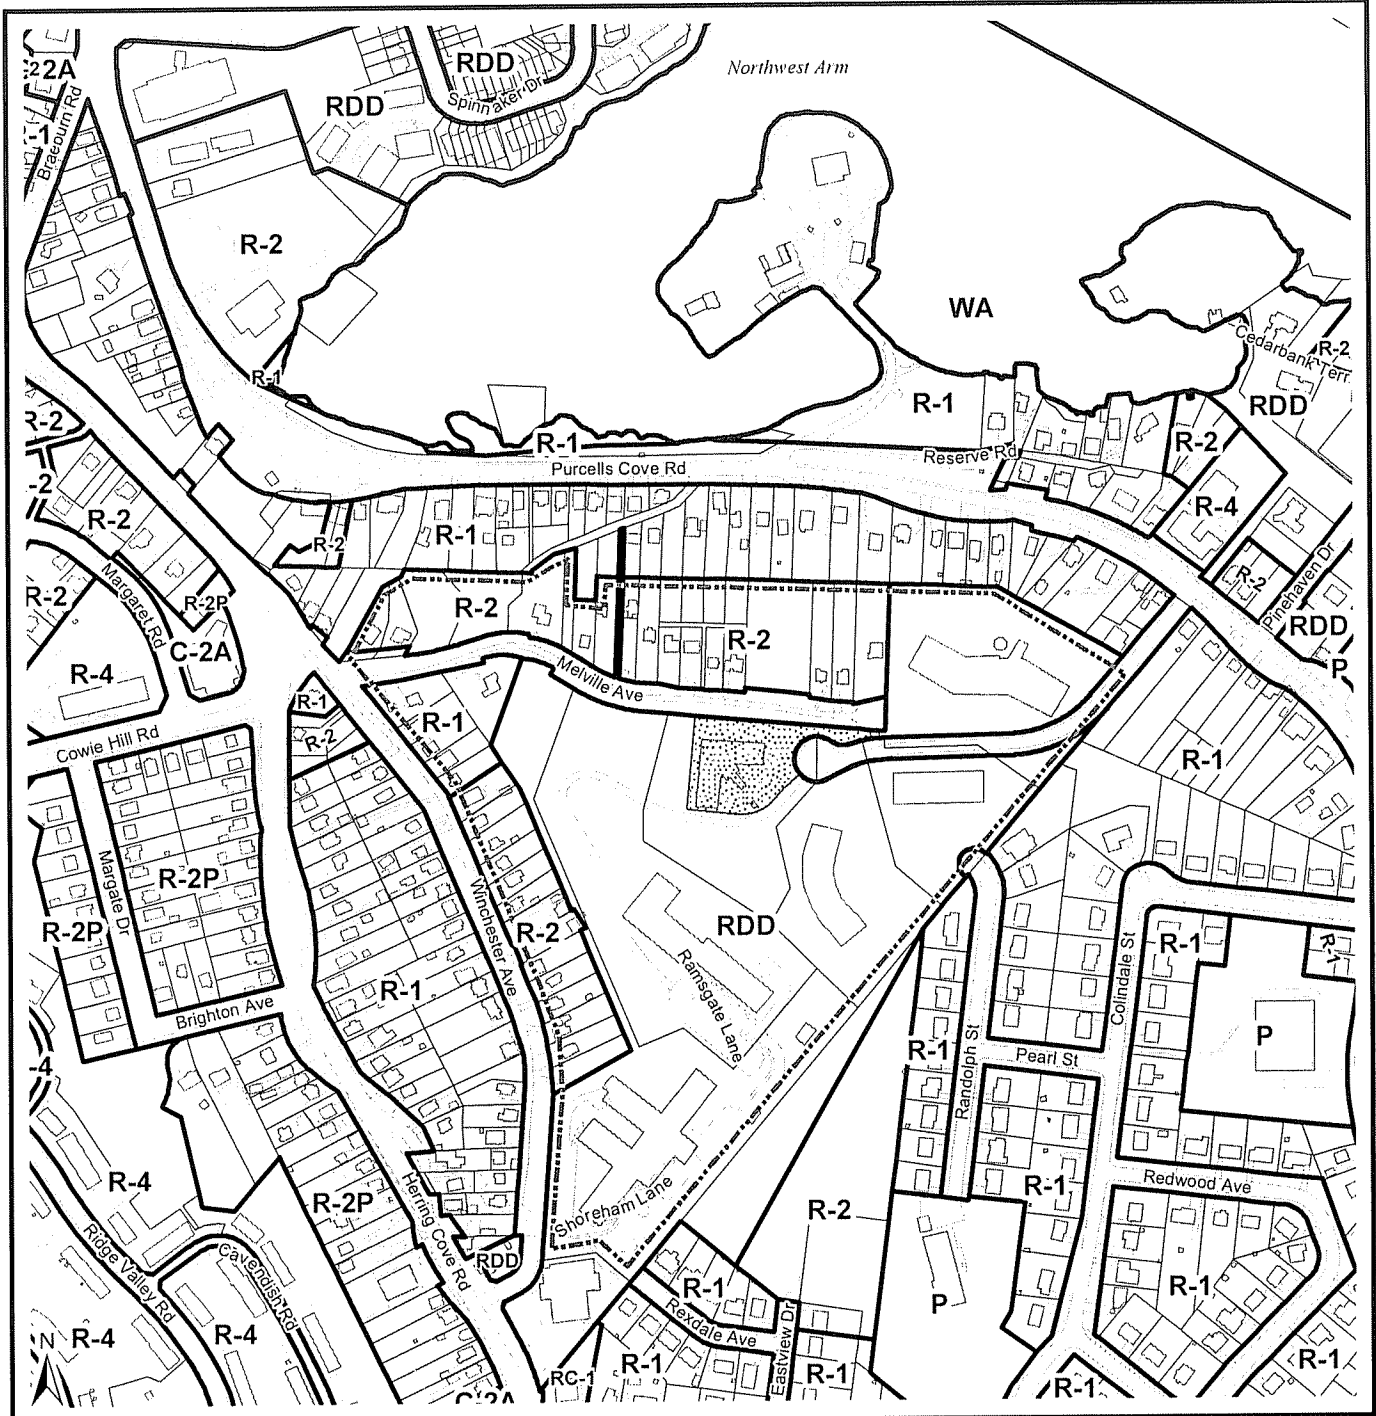 2A
RDD
Northwest Arm
Spinnaker Dr
RDD
-1
Braeburn Rd
R-2
WA
Cedarbank Terr
R-2
R-1
R-1
RDD
R-2
R-1
R-2
Purcells Cove Rd
Reserve Rd
-2
R-4
R-2
R-1
R-2
R-2
Pinehaven Dr
Margaret Rd
R-2
R-2P
R-2
R-2
RDD
C-2A
P
R-4
Melville Ave
R-1
R-1
R-2
Cowie Hill Rd
R-1
Margate Dr
R-2P
Winchester Ave
R-2P
R-2
RDD
R-1
R-1
Colindale St
R-1
Ramsgate Lane
Brighton Ave
P
R-1
Randolph St
Pearl St
-4
R-4
R-2P
Herring Cove Rd
Shoreham Lane
R-2
R-1
Redwood Ave
Ridge Valley Rd
Cavendish Rd
RDD
R-1
R-1
P
Rexdale Ave
Eastview Dr
N
R-4
R-4
R-1
R-1
R-1
RC-1
R-1
C-2A